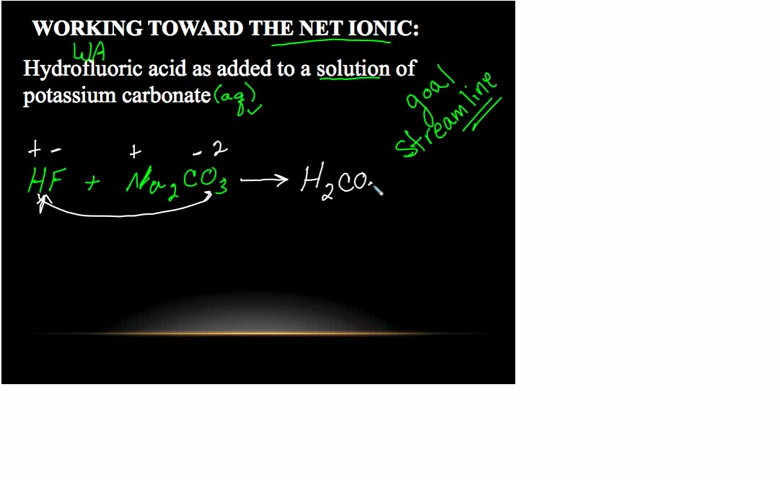 WORKING TOWARD THE NET IONIC:
WA
Hydrofluoric acid as added to a solution of
potassium carbonate (aq)
goal
streamline
+ - + - 2
HF + Na2CO3 → H2CO